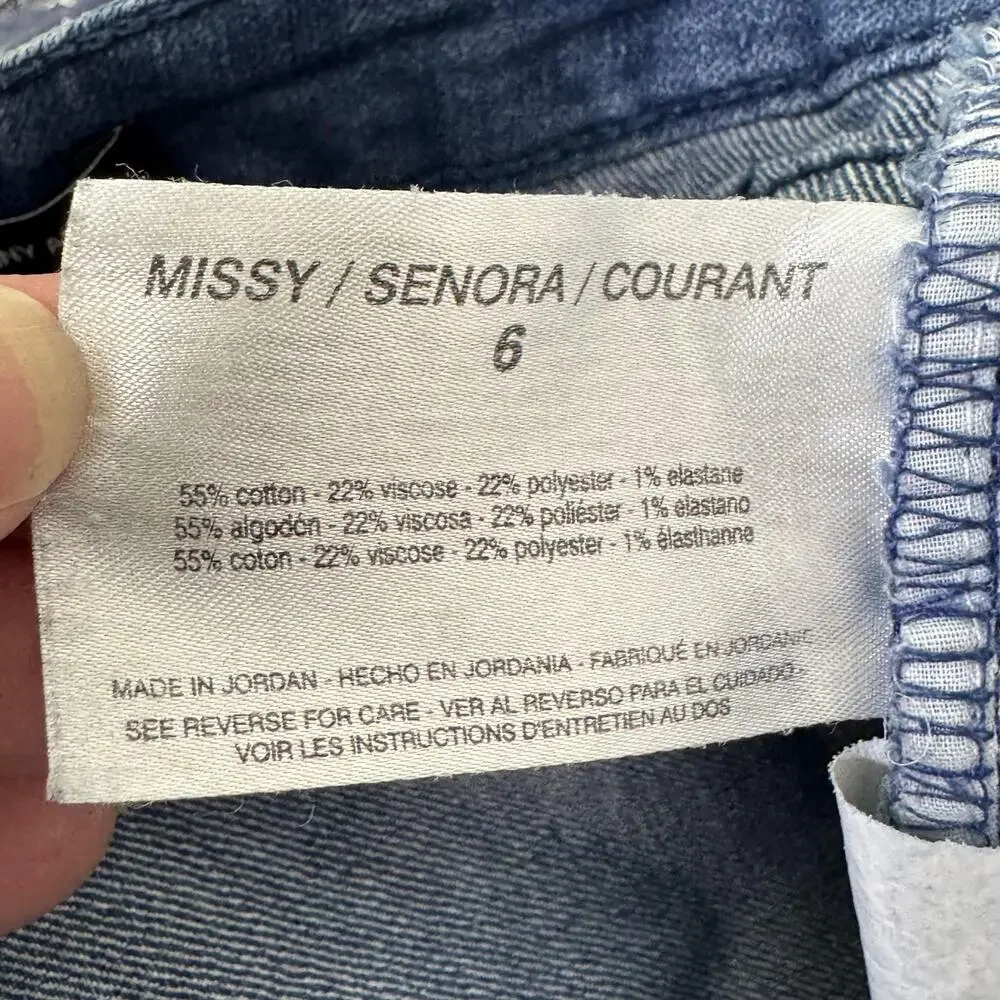 MISSY / SENORA / COURANT
6
55% cotton - 22% viscose - 22% polyester - 1% elastane
55% algodón - 22% viscosa - 22% poliéster - 1% elastano
55% coton - 22% viscose - 22% polyester - 1% élasthanne
MADE IN JORDAN - HECHO EN JORDANIA - FABRIQUÉ EN JORDANIE
SEE REVERSE FOR CARE - VER AL REVERSO PARA EL CUIDADO -
VOIR LES INSTRUCTIONS D'ENTRETIEN AU DOS